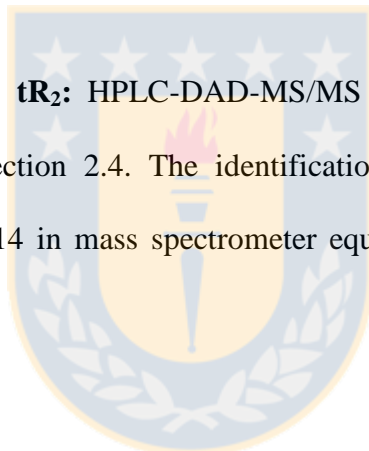 tR₂: HPLC-DAD-MS/MS
ection 2.4. The identificatio
14 in mass spectrometer equ